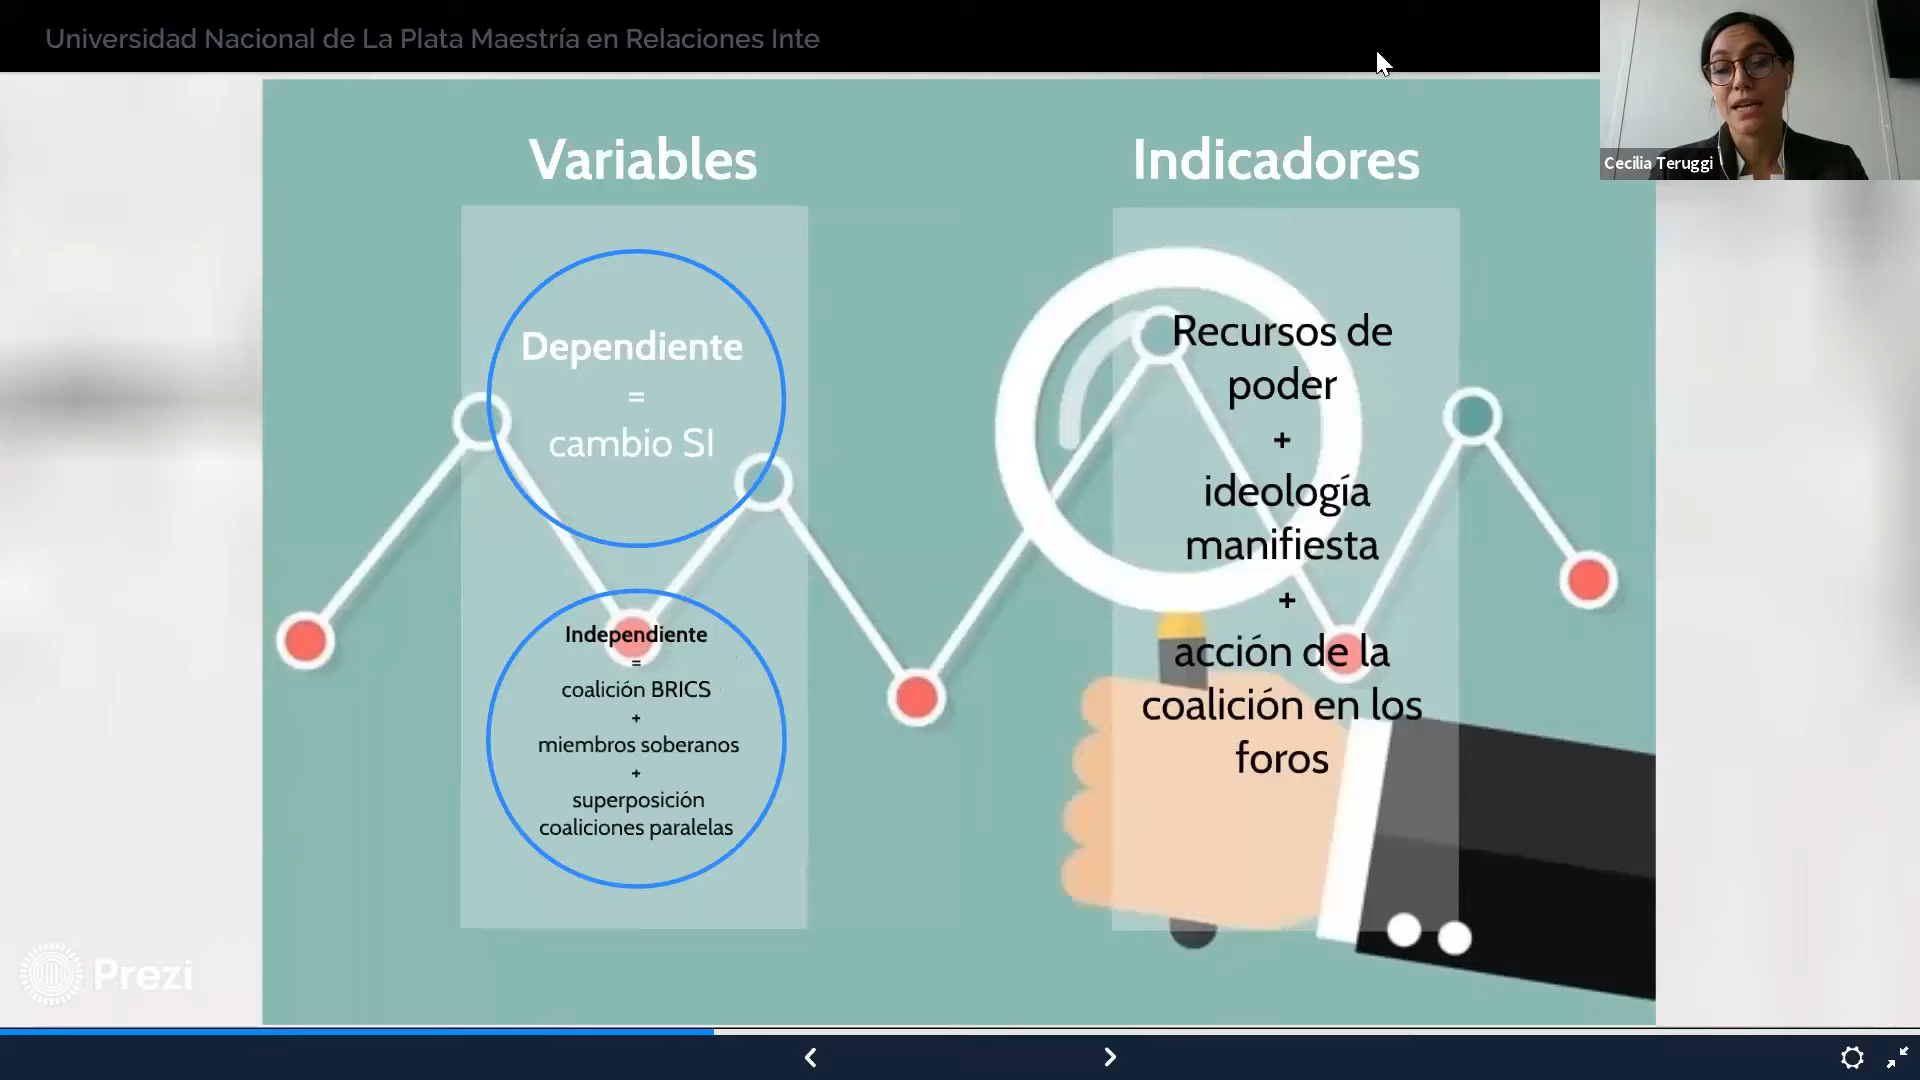 Universidad Nacional de La Plata Maestría en Relaciones Inte
Cecilia Teruggi
Variables
Dependiente
=
cambio SI
Independiente
=
coalición BRICS
+
miembros soberanos
+
superposición
coaliciones paralelas
Indicadores
Recursos de
poder
+
ideología
manifiesta
+
acción de la
coalición en los
foros
Prezi